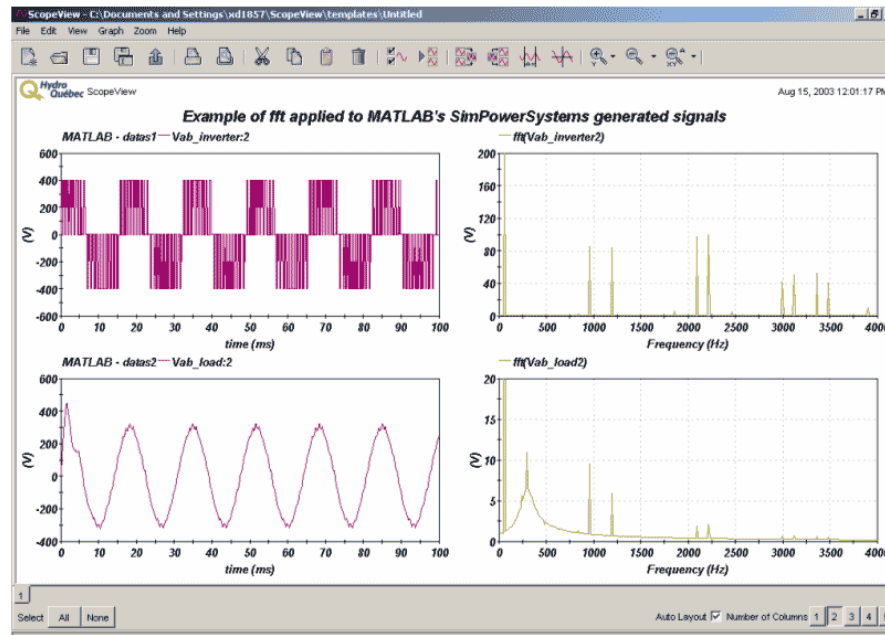 ScopeView - C:\Documents and Settings\xd1857\ScopeView\templates\Untitled
File Edit View Graph Zoom Help
Y XY
Hydro Québec ScopeView
Aug 15, 2003 12:01:17 PM
Example of fft applied to MATLAB's SimPowerSystems generated signals
MATLAB - datas1 Vab_inverter:2
600
400
200
0
-200
-400
-600
(V)
0 10 20 30 40 50 60 70 80 90 100
time (ms)
fft(Vab_inverter2)
200
160
120
80
40
0
(V)
0 500 1000 1500 2000 2500 3000 3500 4000
Frequency (Hz)
MATLAB - datas2 Vab_load:2
600
400
200
0
-200
-400
(V)
0 10 20 30 40 50 60 70 80 90 100
time (ms)
fft(Vab_load2)
20
15
10
5
0
(V)
0 500 1000 1500 2000 2500 3000 3500 400
Frequency (Hz)
1
Select All None
Auto Layout Number of Columns 1 2 3 4